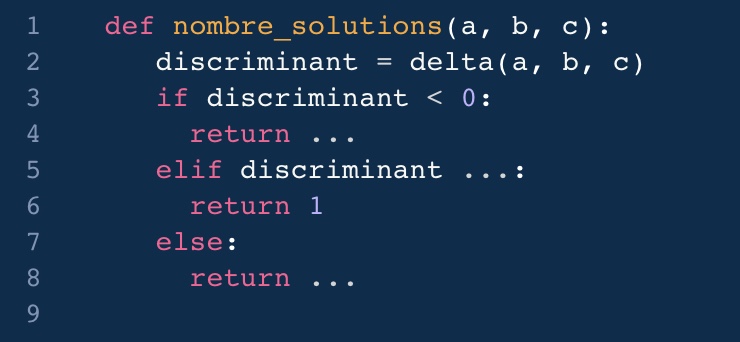 1 def nombre_solutions(a, b, c):
2 discriminant = delta(a, b, c)
3 if discriminant < 0:
4 return ...
5 elif discriminant ...:
6 return 1
7 else:
8 return ...
9